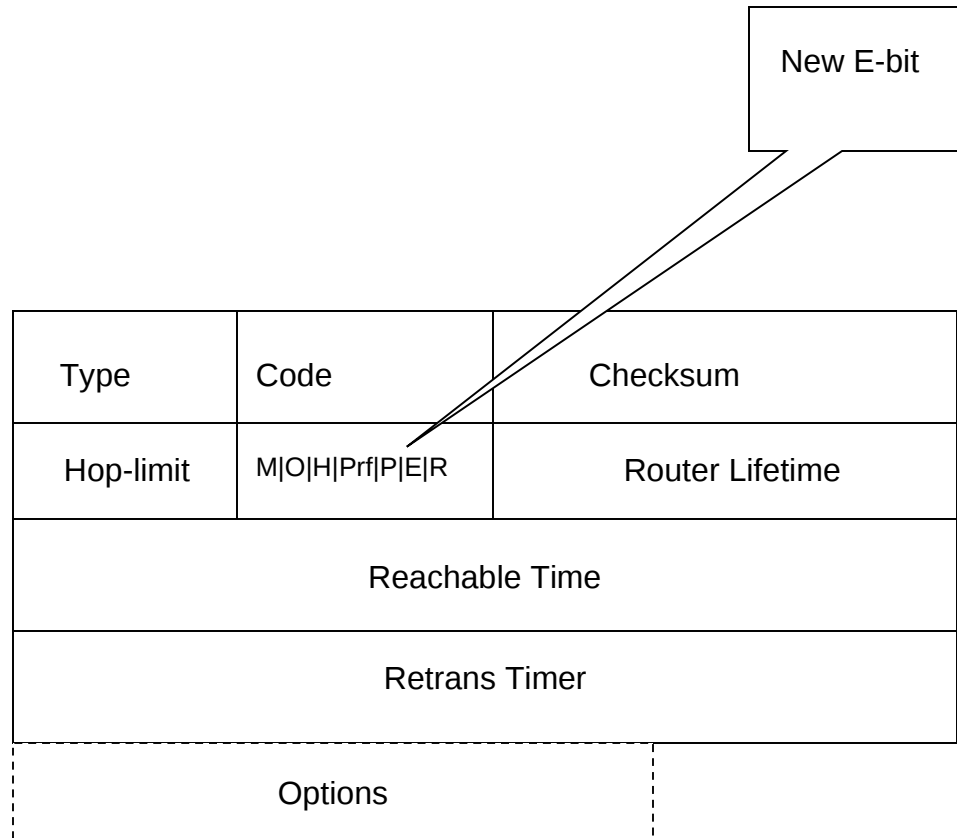 New E-bit
Type
Code
Checksum
Hop-limit
M|O|H|Prf|P|E|R
Router Lifetime
Reachable Time
Retrans Timer
Options